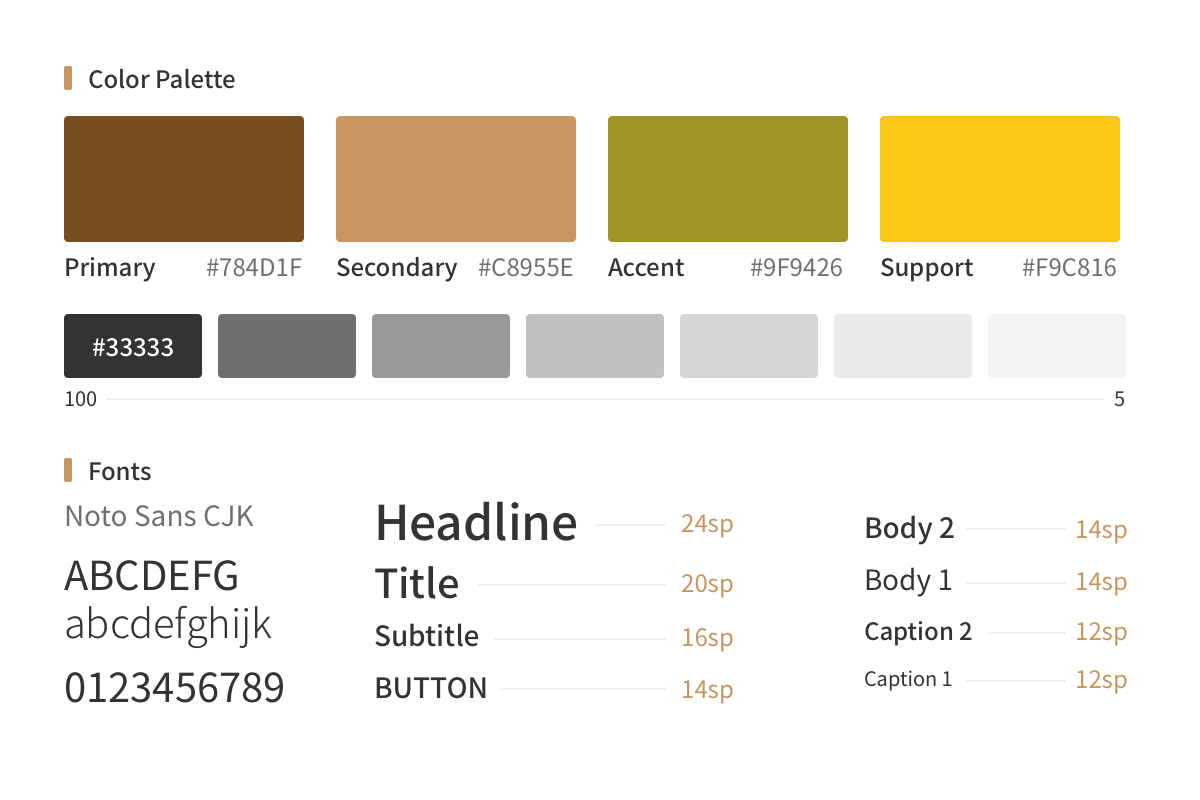 Color Palette
Primary #784D1F
Secondary #C8955E
Accent #9F9426
Support #F9C816
#33333
100 5
Fonts
Noto Sans CJK
ABCDEFG
abcdefghijk
0123456789
Headline 24sp
Title 20sp
Subtitle 16sp
BUTTON 14sp
Body 2 14sp
Body 1 14sp
Caption 2 12sp
Caption 1 12sp